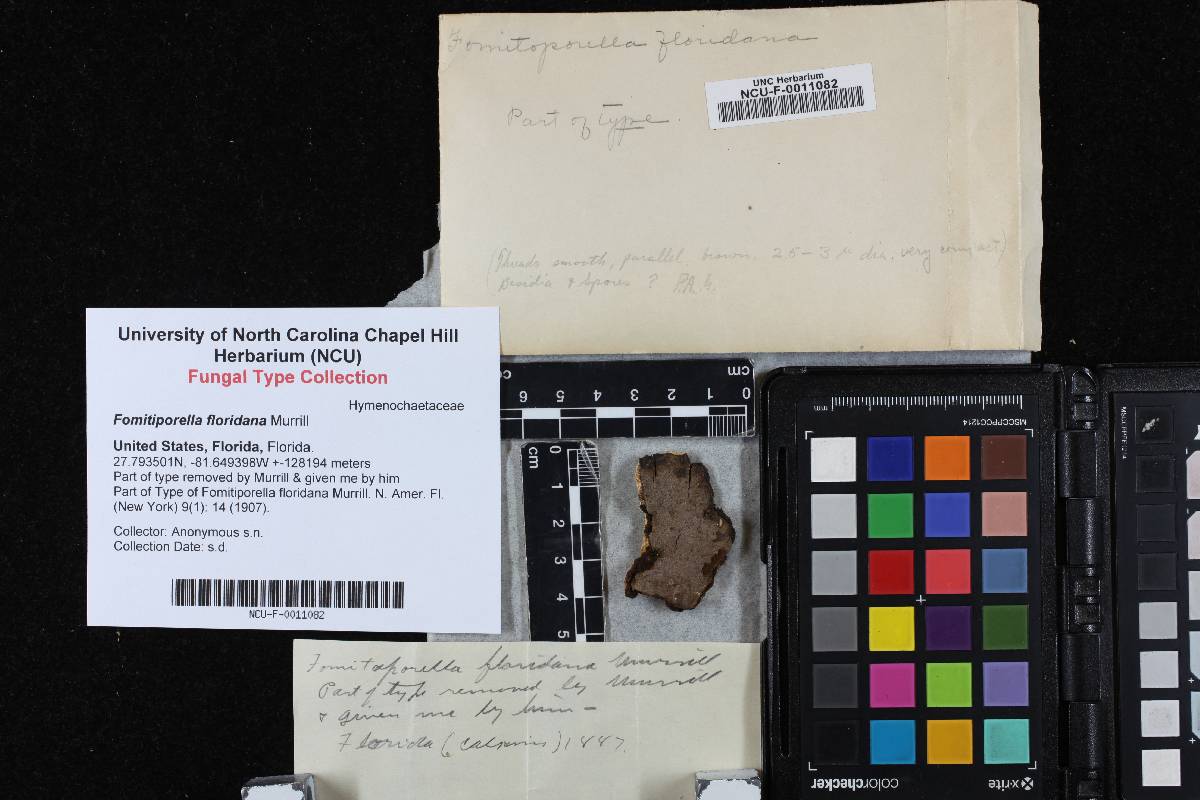 Fomitoporella floridana
UNC Herbarium
NCU-F-0011082
Part of type.
(Threads smooth, parallel, brown. 2.5-3 µ dia, very compact)
Basidia & spores ?
University of North Carolina Chapel Hill
Herbarium (NCU)
Fungal Type Collection
Hymenochaetaceae
Fomitiporella floridana Murrill
United States, Florida, Florida.
27.793501N, -81.649398W +-128194 meters
Part of type removed by Murrill & given me by him
Part of Type of Fomitiporella floridana Murrill. N. Amer. Fl.
(New York) 9(1): 14 (1907).
Collector: Anonymous s.n.
Collection Date: s.d.
NCU-F-0011082
cm
0 1 2 3 4 5 6
cm
0
1
2
3
4
5
Fomitoporella floridana Murrill
Part of type removed by Murrill
& given me by him -
Florida (Calkins) 1887.
mm
MSCCPPCC1214
colorchecker
x-rite